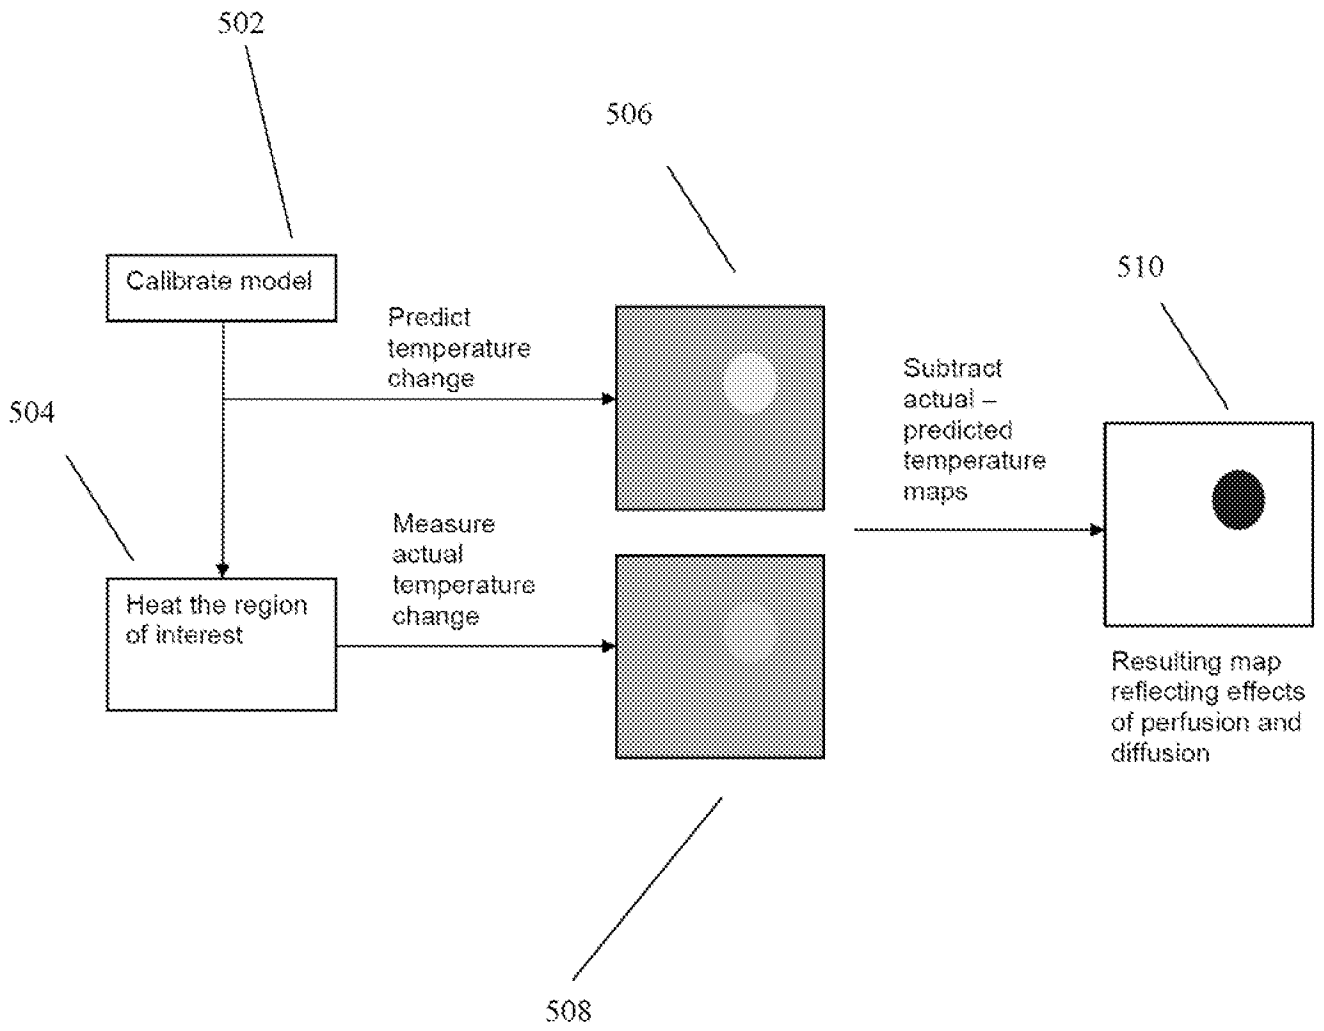 502
506
510
Calibrate model
Predict
temperature
change
Subtract
actual –
predicted
temperature
maps
504
Measure
actual
temperature
change
Heat the region
of interest
Resulting map
reflecting effects
of perfusion and
diffusion
508